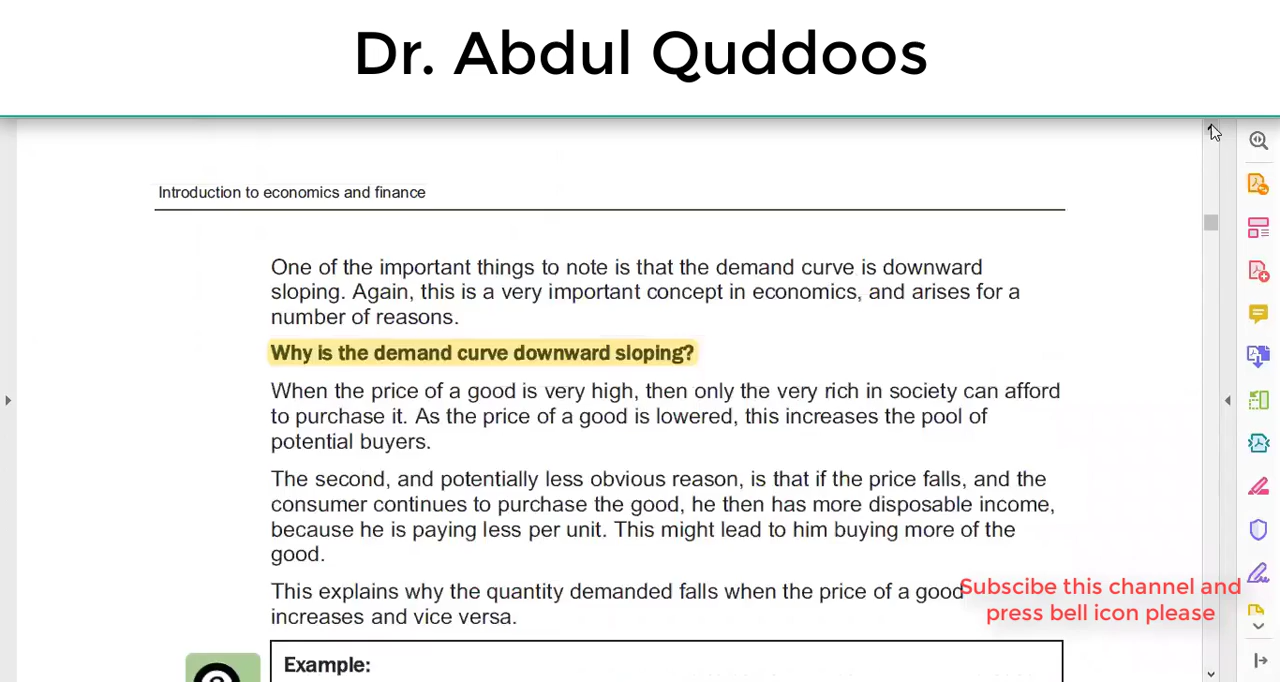 Dr. Abdul Quddoos
Introduction to economics and finance
One of the important things to note is that the demand curve is downward
sloping. Again, this is a very important concept in economics, and arises for a
number of reasons.
Why is the demand curve downward sloping?
When the price of a good is very high, then only the very rich in society can afford
to purchase it. As the price of a good is lowered, this increases the pool of
potential buyers.
The second, and potentially less obvious reason, is that if the price falls, and the
consumer continues to purchase the good, he then has more disposable income,
because he is paying less per unit. This might lead to him buying more of the
good.
This explains why the quantity demanded falls when the price of a good
increases and vice versa.
Subscibe this channel and
press bell icon please
Example: